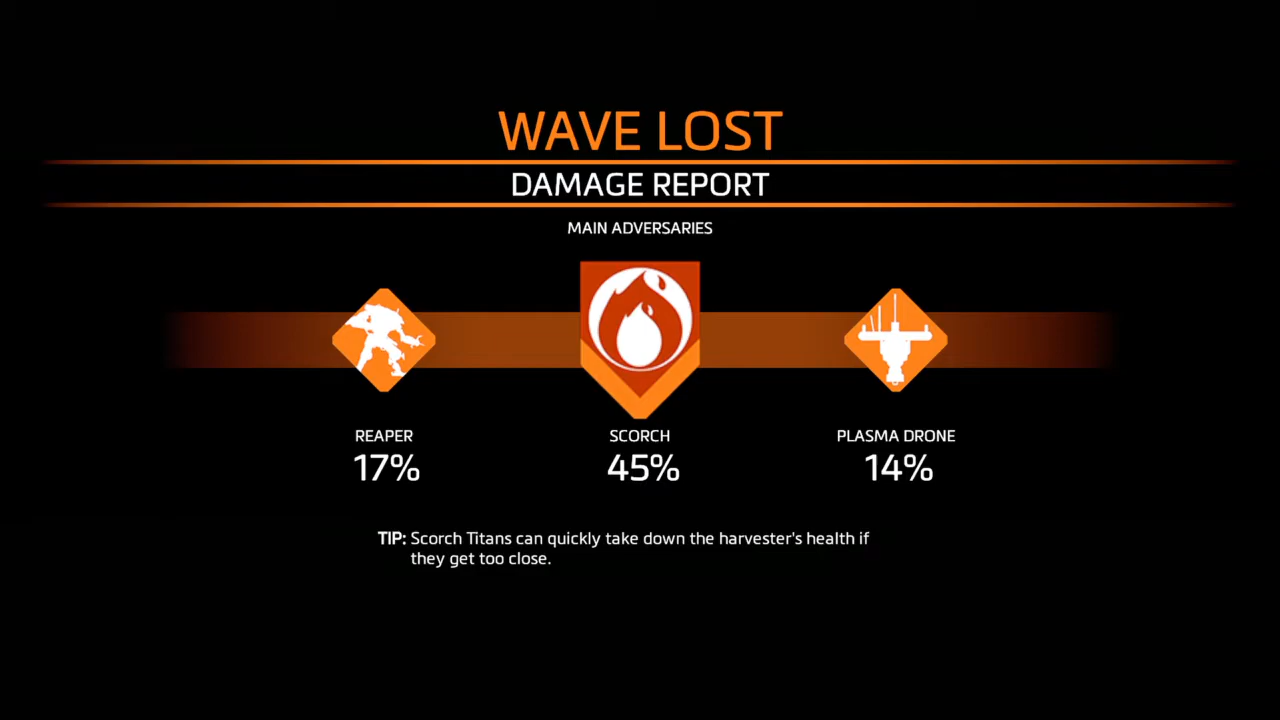 WAVE LOST
DAMAGE REPORT
MAIN ADVERSARIES
REAPER
17%
SCORCH
45%
PLASMA DRONE
14%
TIP: Scorch Titans can quickly take down the harvester's health if
they get too close.